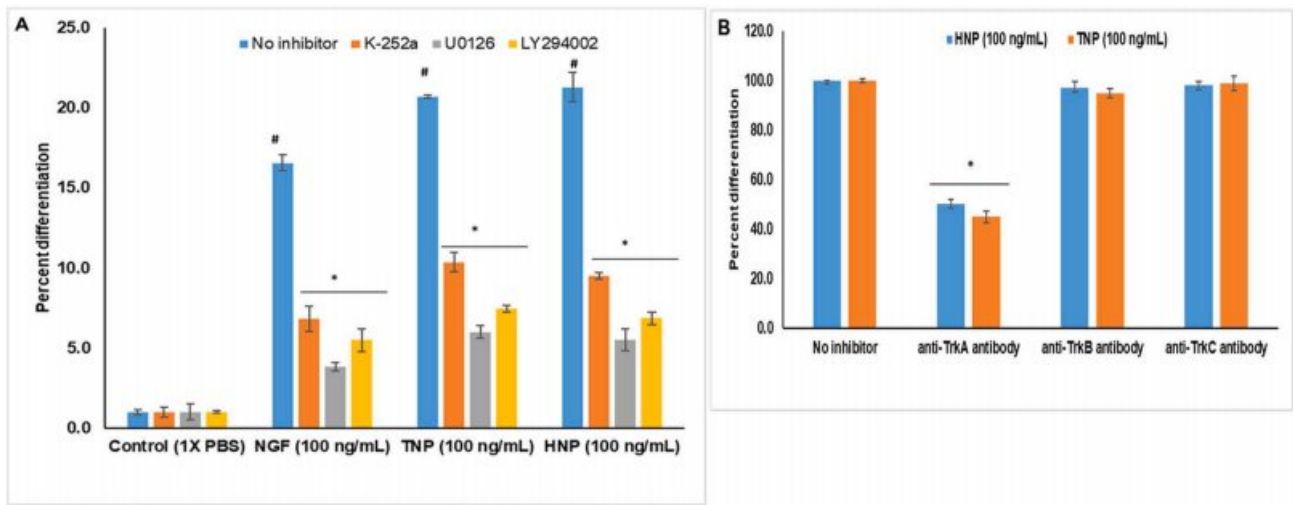 A
25.0
No inhibitor K-252a U0126 LY294002
#
#
#
20.0
15.0
10.0
5.0
0.0
*
*
*
Percent differentiation
Control (1X PBS) NGF (100 ng/mL) TNP (100 ng/mL) HNP (100 ng/mL)
B
120.0
HNP (100 ng/mL) TNP (100 ng/mL)
100.0
80.0
60.0
40.0
20.0
0.0
*
Percent differentiation
No inhibitor anti-TrkA antibody anti-TrkB antibody anti-TrkC antibody